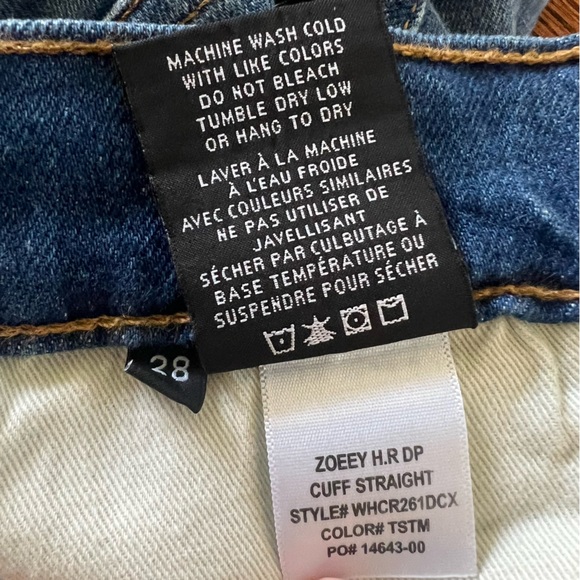 MACHINE WASH COLD
WITH LIKE COLORS
DO NOT BLEACH
TUMBLE DRY LOW
OR HANG TO DRY
LAVER À LA MACHINE
À L'EAU FROIDE
AVEC COULEURS SIMILAIRES
NE PAS UTILISER DE
JAVELLISANT
SÉCHER PAR CULBUTAGE À
BASE TEMPÉRATURE OU
SUSPENDRE POUR SÉCHER
28
ZOEEY H.R DP
CUFF STRAIGHT
STYLE# WHCR261DCX
COLOR# TSTM
PO# 14643-00